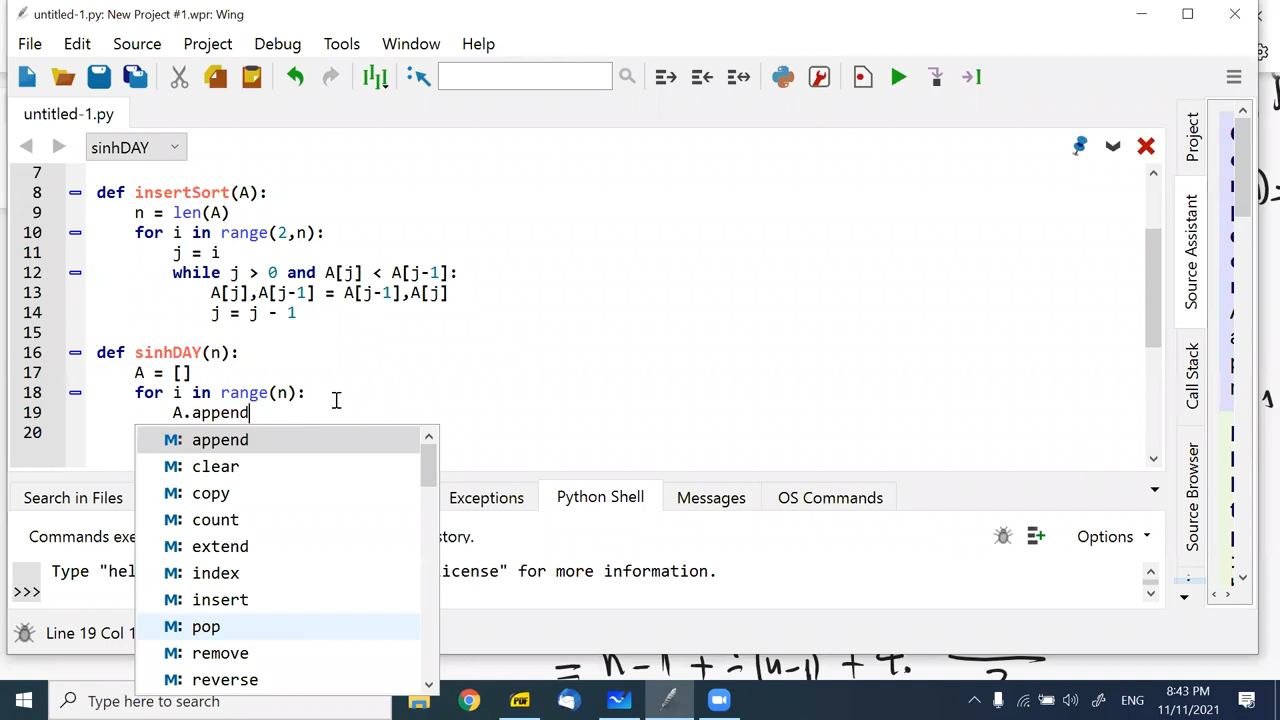 untitled-1.py: New Project #1.wpr: Wing
File Edit Source Project Debug Tools Window Help
untitled-1.py
sinhDAY
7
8 def insertSort(A):
9 n = len(A)
10 for i in range(2,n):
11 j = i
12 while j > 0 and A[j] < A[j-1]:
13 A[j],A[j-1] = A[j-1],A[j]
14 j = j - 1
15
16 def sinhDAY(n):
17 A = []
18 for i in range(n):
19 A.append
20
M: append
M: clear
M: copy
M: count
M: extend
M: index
M: insert
M: pop
M: remove
M: reverse
Project
Source Assistant
Call Stack
Source Browser
Search in Files Exceptions Python Shell Messages OS Commands
Commands exe story. Options
>>> Type "hel icense" for more information.
Line 19 Col 1
= n-1 +
Type here to search
PDF
ENG
8:43 PM
11/11/2021